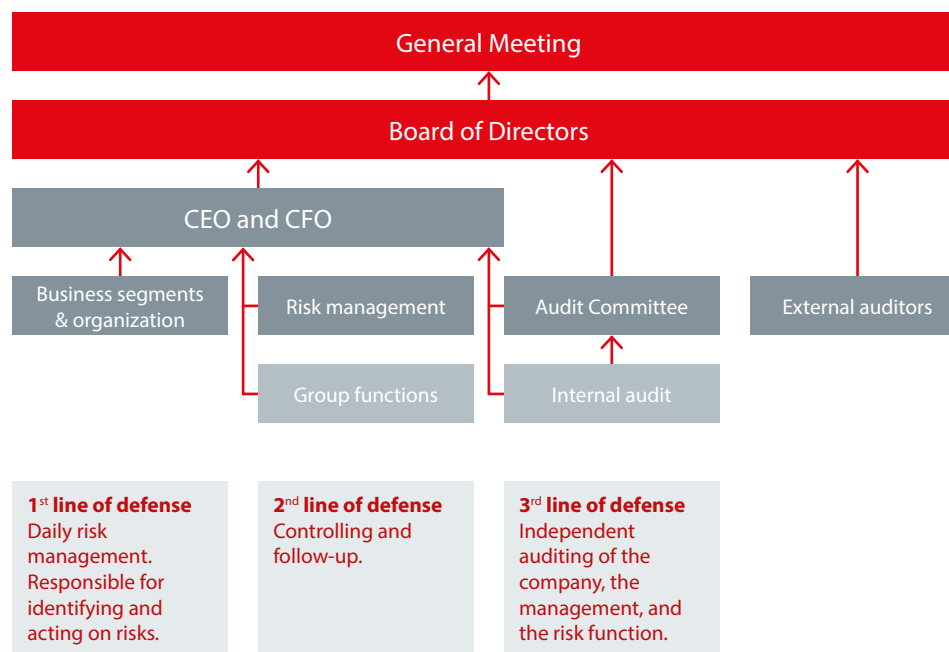 General Meeting
Board of Directors
CEO and CFO
Business segments
& organization
Risk management
Audit Committee
External auditors
Group functions
Internal audit
1st line of defense
Daily risk
management.
Responsible for
identifying and
acting on risks.
2nd line of defense
Controlling and
follow-up.
3rd line of defense
Independent
auditing of the
company, the
management, and
the risk function.